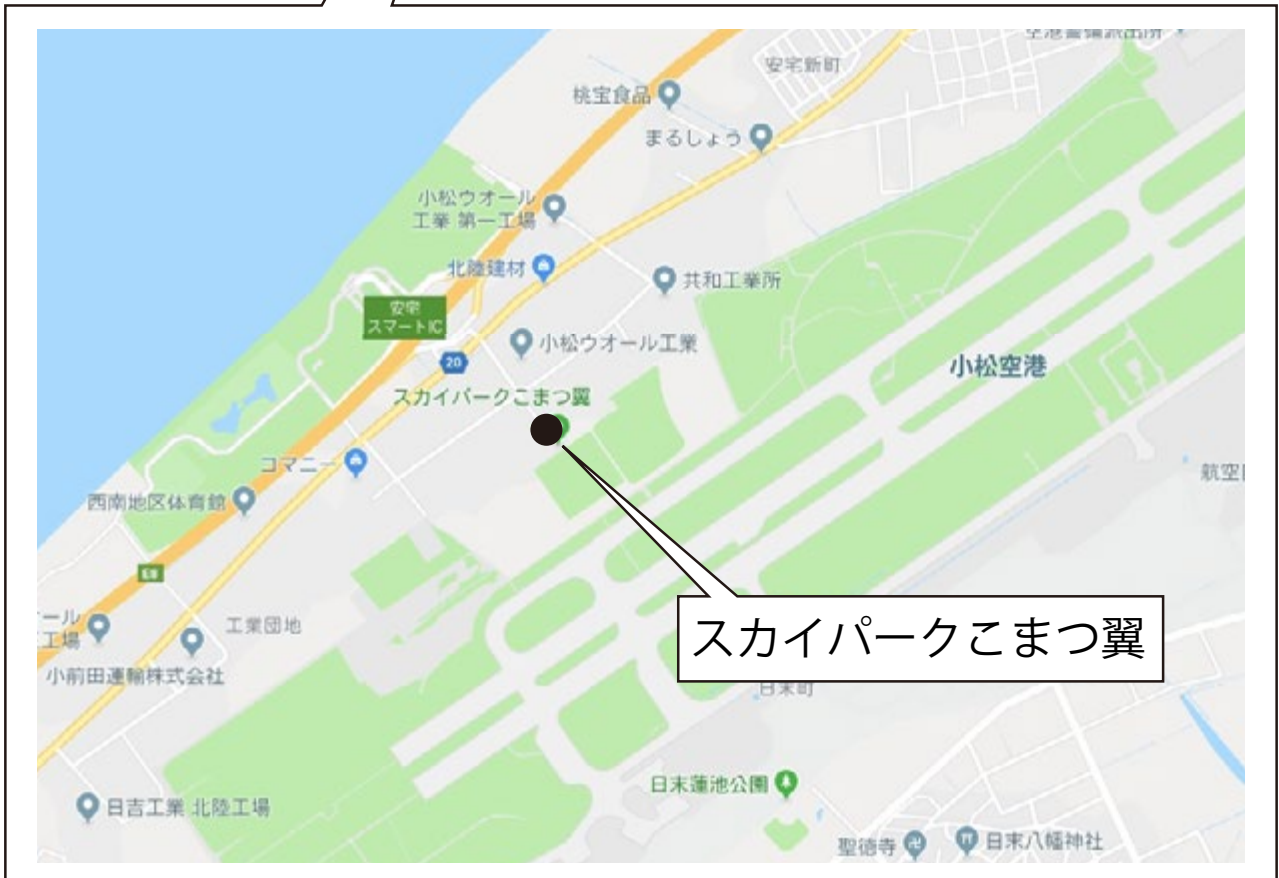 安宅新町
桃宝食品
まるしょう
小松ウオール
工業 第一工場
北陸建材
共和工業所
安宅
スマートIC
小松ウオール工業
20
小松空港
スカイパークこまつ翼
コマニー
西南地区体育館
E8
スカイパークこまつ翼
ール
工場
工業団地
小前田運輸株式会社
日末町
日末蓮池公園
日吉工業 北陸工場
聖徳寺
日末八幡神社